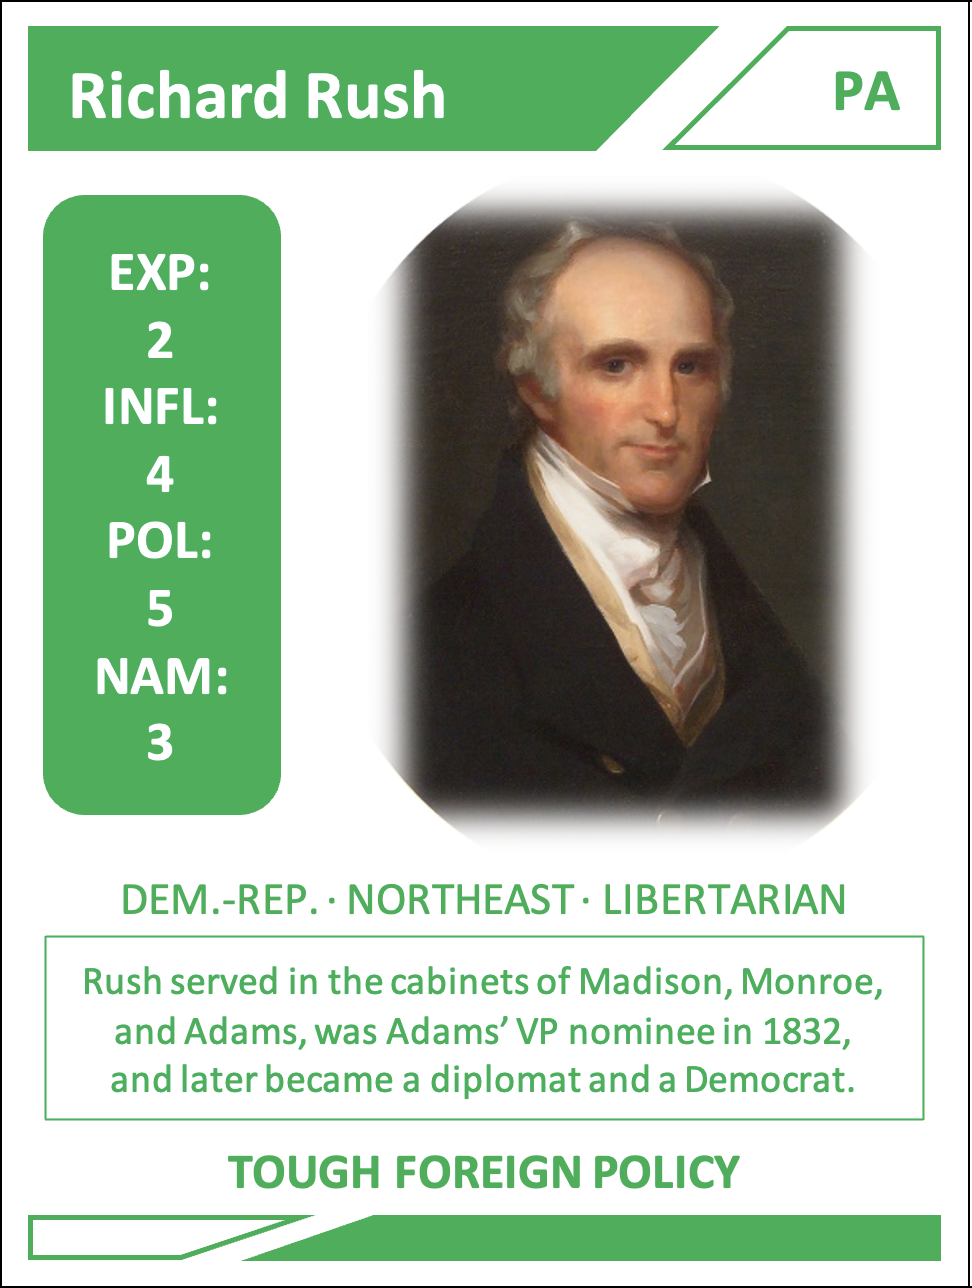 Richard Rush
PA
EXP:
2
INFL:
4
POL:
5
NAM:
3
DEM.-REP. · NORTHEAST · LIBERTARIAN
Rush served in the cabinets of Madison, Monroe,
and Adams, was Adams’ VP nominee in 1832,
and later became a diplomat and a Democrat.
TOUGH FOREIGN POLICY